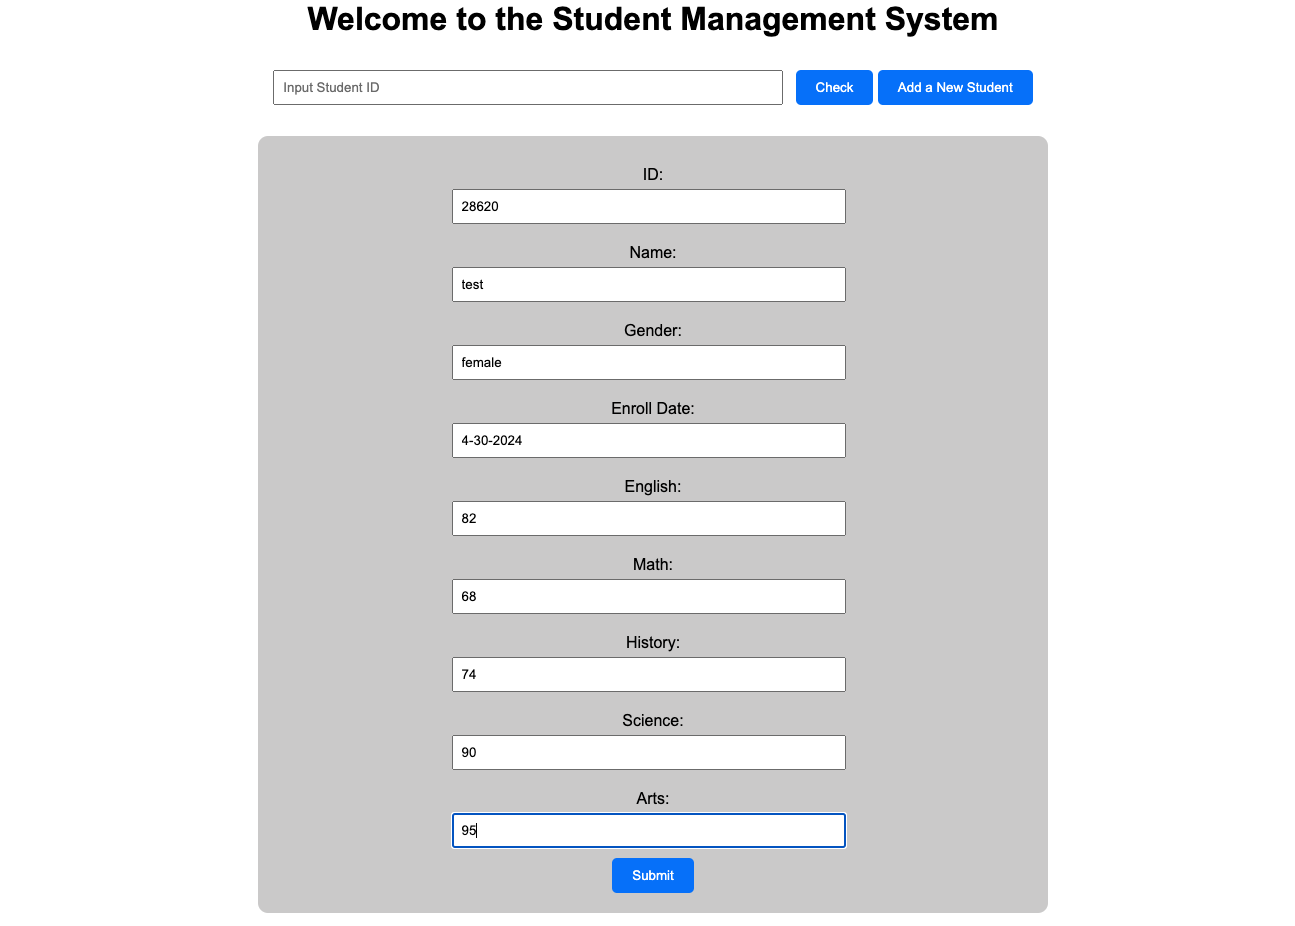 Welcome to the Student Management System
Input Student ID Check Add a New Student
ID:
28620
Name:
test
Gender:
female
Enroll Date:
4-30-2024
English:
82
Math:
68
History:
74
Science:
90
Arts:
95
Submit